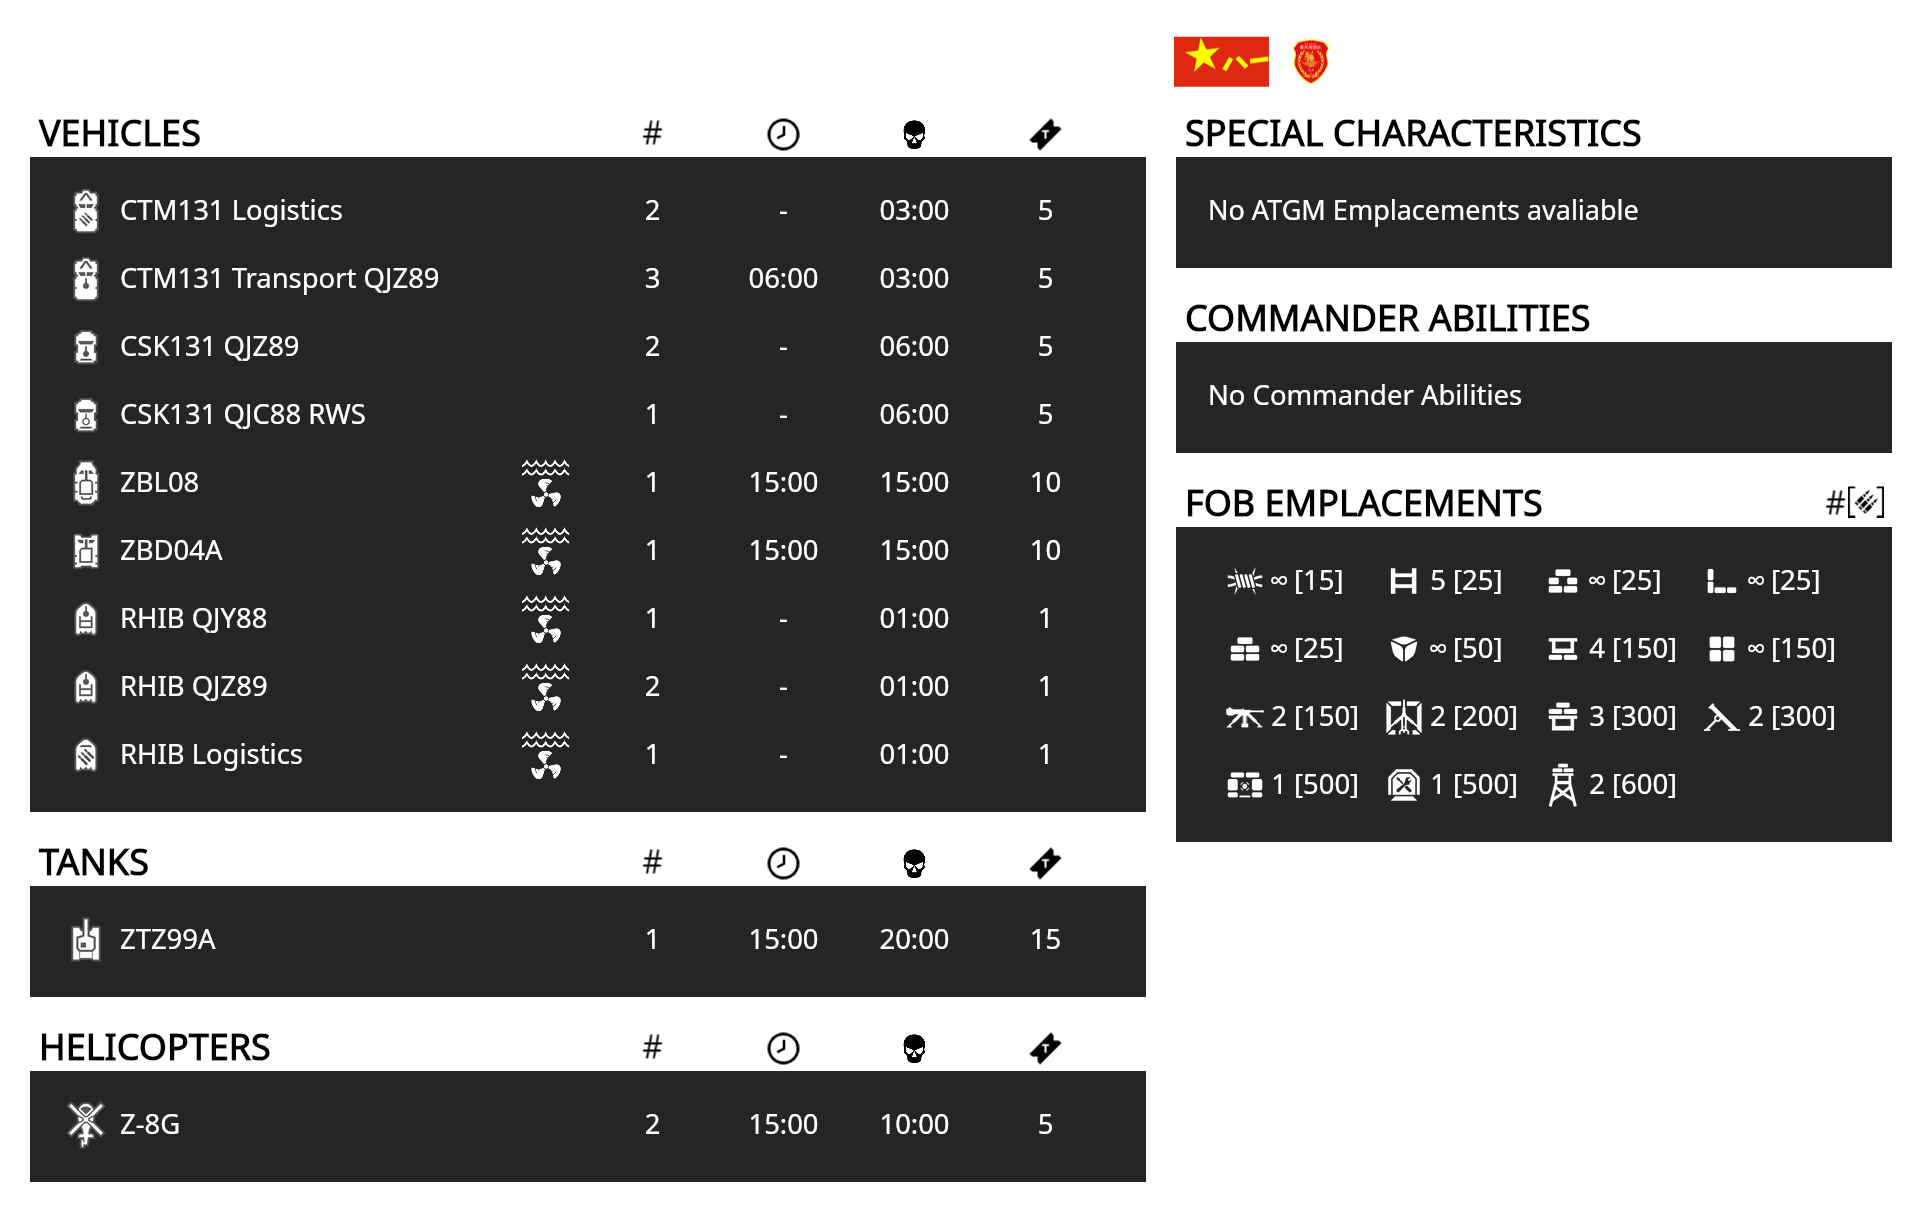 八一
VEHICLES #
CTM131 Logistics 2 - 03:00 5
CTM131 Transport QJZ89 3 06:00 03:00 5
CSK131 QJZ89 2 - 06:00 5
CSK131 QJC88 RWS 1 - 06:00 5
ZBL08 1 15:00 15:00 10
ZBD04A 1 15:00 15:00 10
RHIB QJY88 1 - 01:00 1
RHIB QJZ89 2 - 01:00 1
RHIB Logistics 1 - 01:00 1
TANKS # T
ZTZ99A 1 15:00 20:00 15
HELICOPTERS # T
Z-8G 2 15:00 10:00 5
SPECIAL CHARACTERISTICS
No ATGM Emplacements avaliable
COMMANDER ABILITIES
No Commander Abilities
FOB EMPLACEMENTS #[]
∞ [15] 5 [25] ∞ [25] ∞ [25]
∞ [25] ∞ [50] 4 [150] ∞ [150]
2 [150] 2 [200] 3 [300] 2 [300]
1 [500] 1 [500] 2 [600]